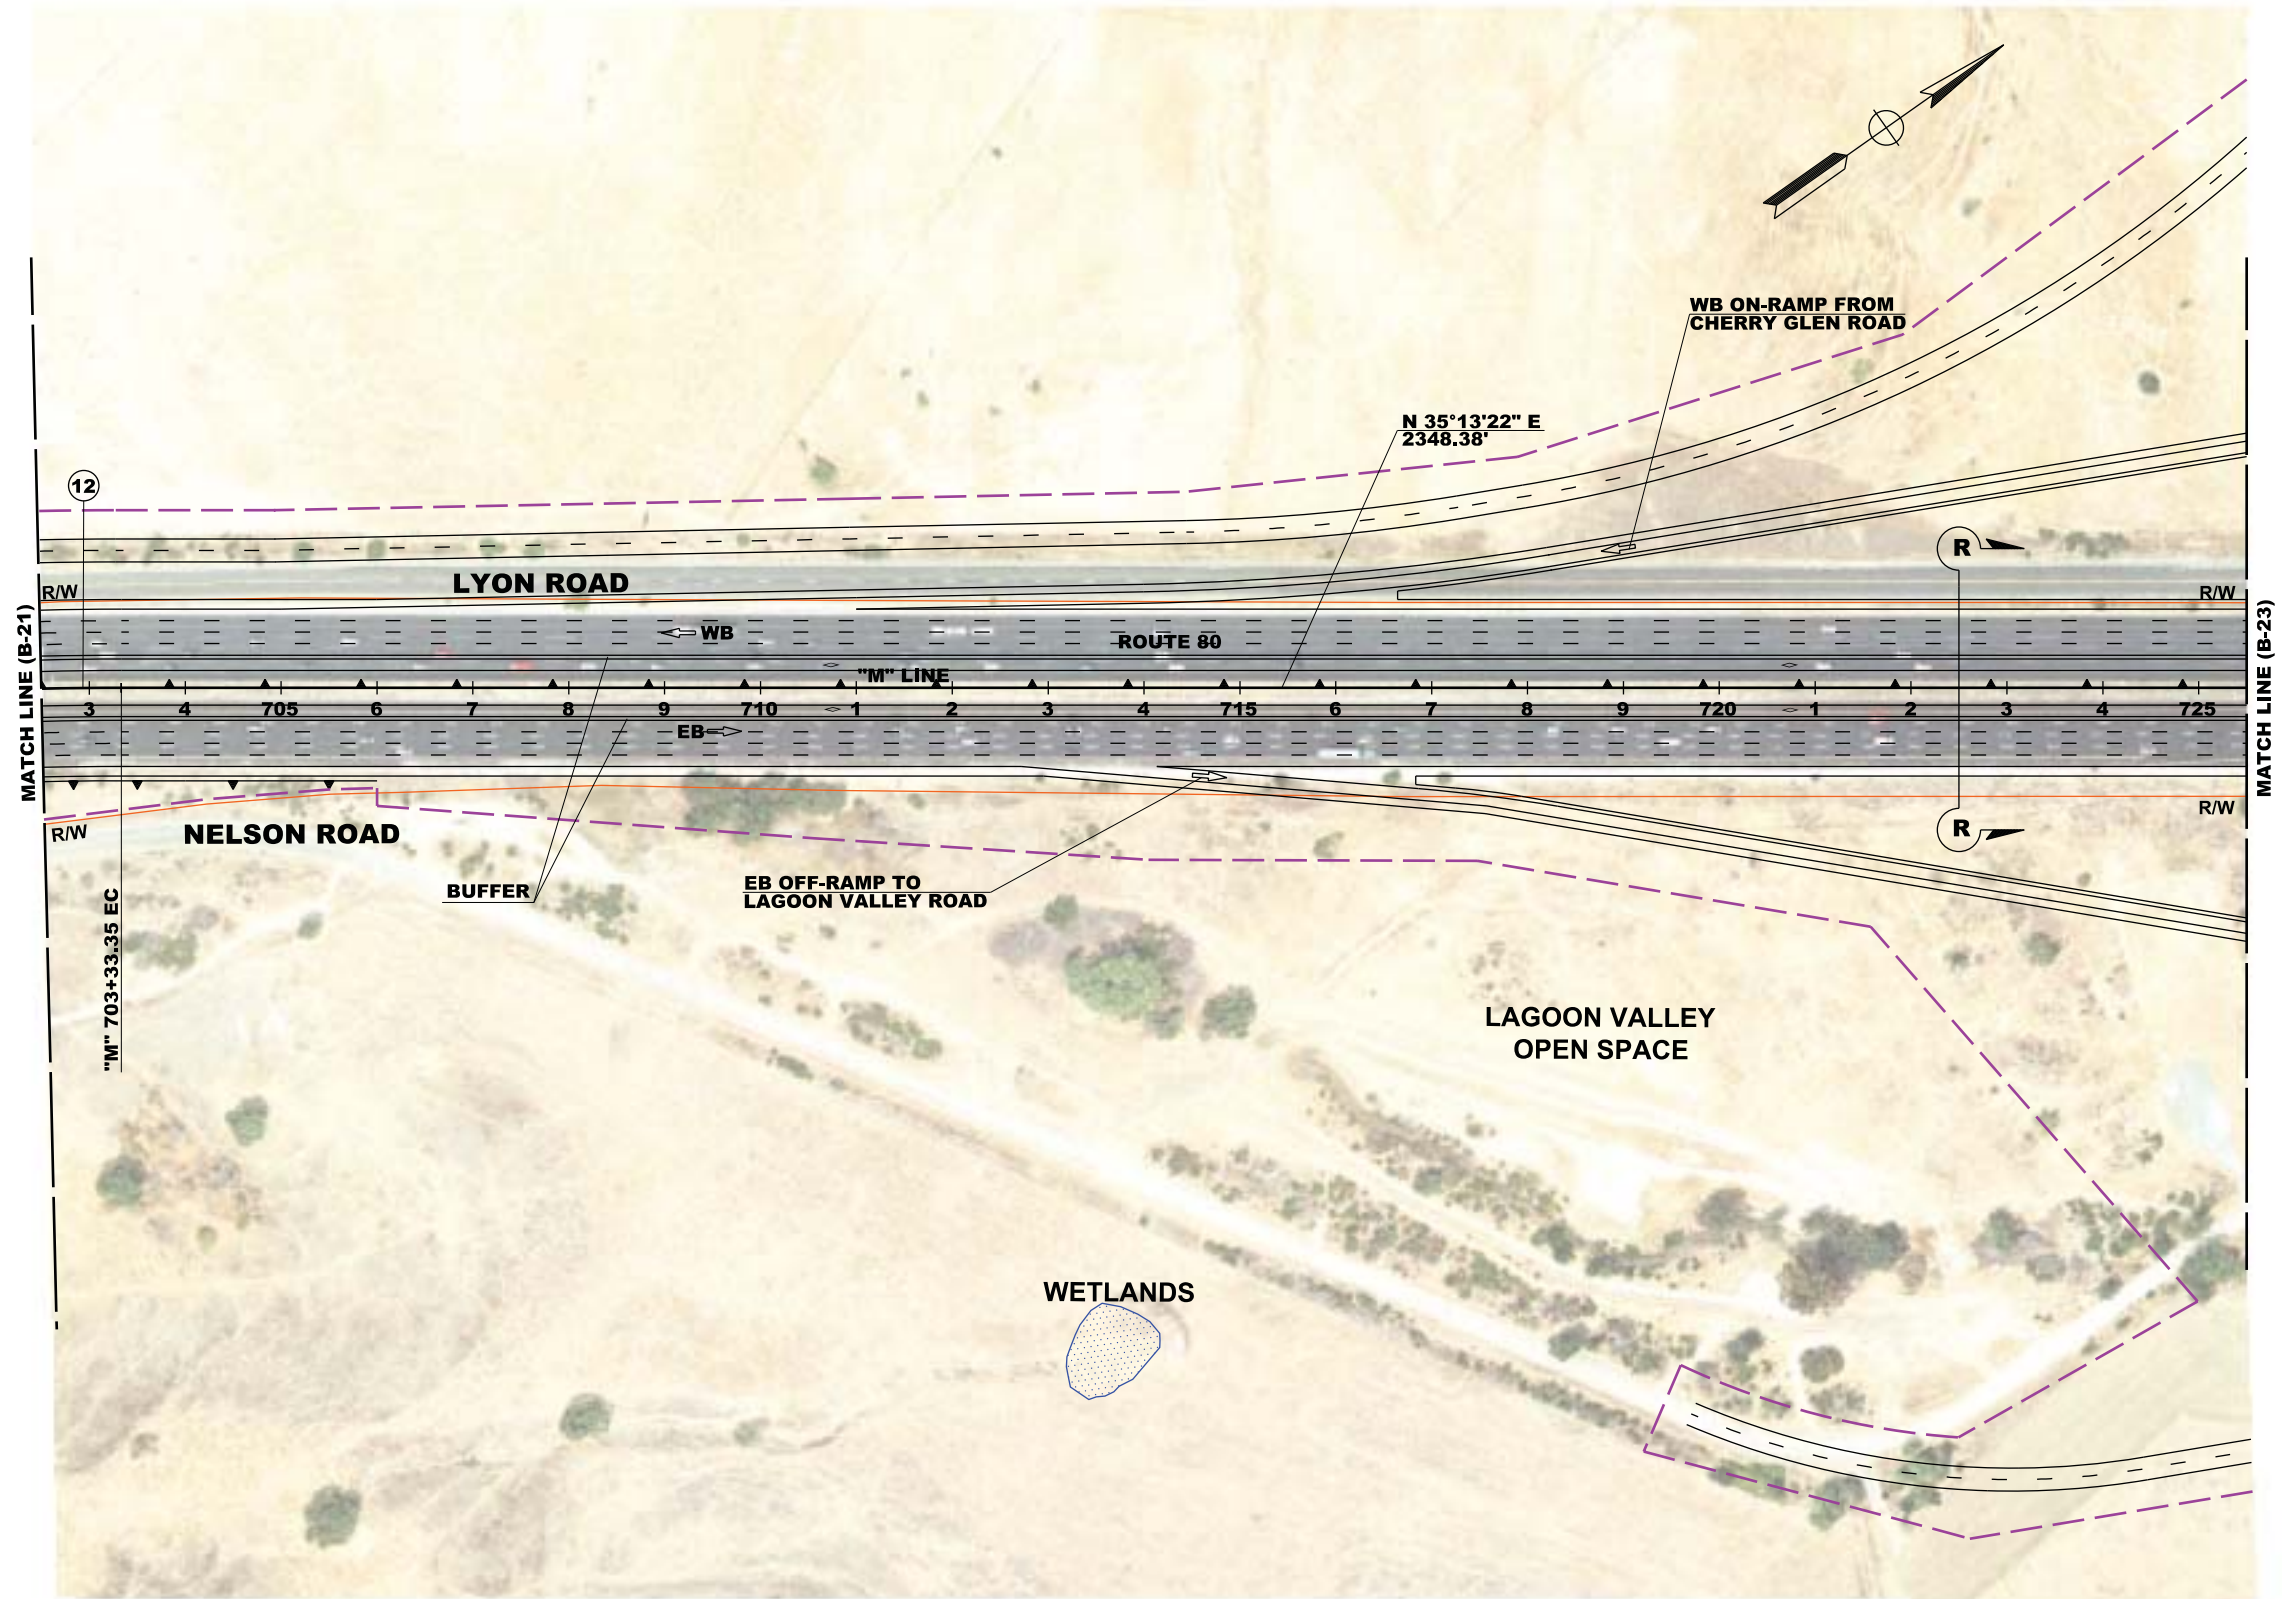 WB ON-RAMP FROM
CHERRY GLEN ROAD
N 35°13'22" E
2348.38'
12
R
LYON ROAD
R/W
R/W
MATCH LINE (B-21)
MATCH LINE (B-23)
WB
ROUTE 80
"M" LINE
3 4 705 6 7 8 9 710 1 2 3 4 715 6 7 8 9 720 1 2 3 4 725
EB
R/W
R/W
NELSON ROAD
R
BUFFER
EB OFF-RAMP TO
LAGOON VALLEY ROAD
"M" 703+33.35 EC
LAGOON VALLEY
OPEN SPACE
WETLANDS